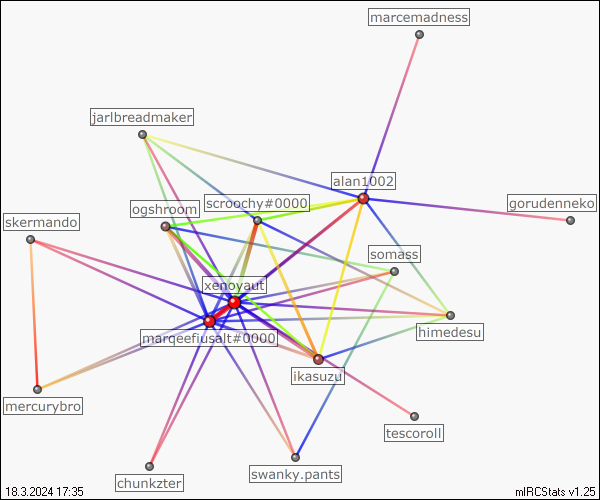 marcemadness
jarlbreadmaker
alan1002
scroochy#0000
ogshroom
gorudenneko
skermando
somass
xenoyaut
himedesu
marqeefiusalt#0000
ikasuzu
mercurybro
tescoroll
swanky.pants
chunkzter
18.3.2024 17:35
mIRCStats v1.25